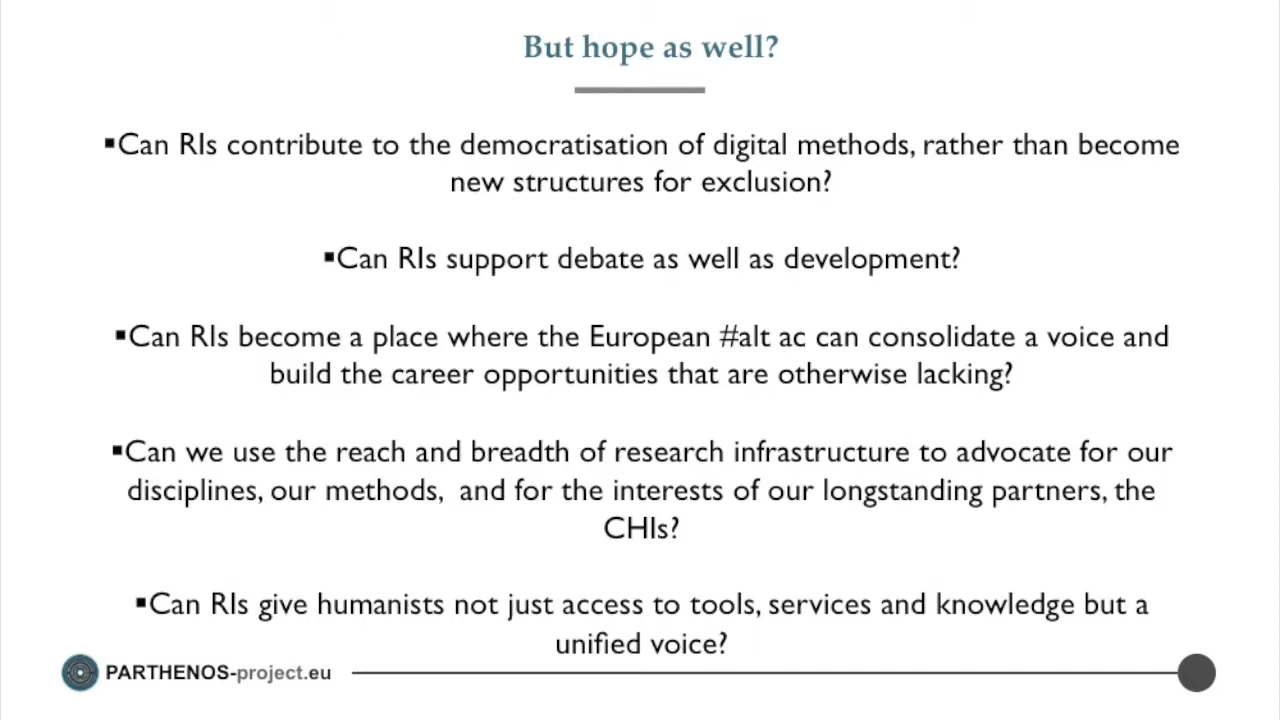 But hope as well?
▪Can RIs contribute to the democratisation of digital methods, rather than become
new structures for exclusion?
▪Can RIs support debate as well as development?
▪Can RIs become a place where the European #alt ac can consolidate a voice and
build the career opportunities that are otherwise lacking?
▪Can we use the reach and breadth of research infrastructure to advocate for our
disciplines, our methods,  and for the interests of our longstanding partners, the
CHIs?
▪Can RIs give humanists not just access to tools, services and knowledge but a
unified voice?
PARTHENOS-project.eu